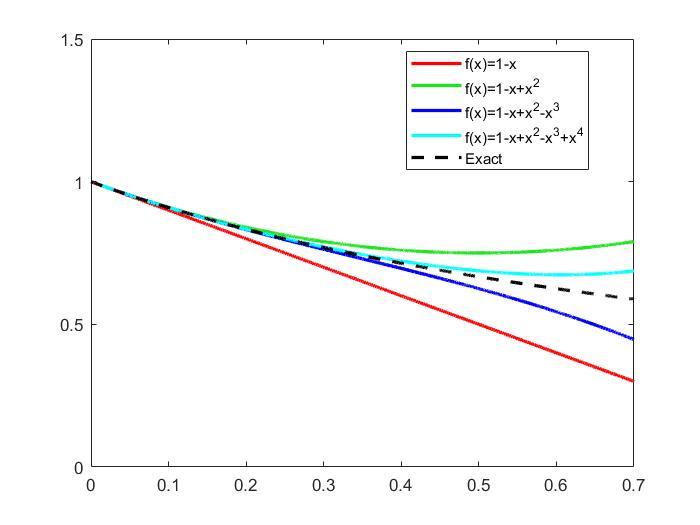 1.5
1
0.5
0
0
0.1
0.2
0.3
0.4
0.5
0.6
0.7
f(x)=1-x
f(x)=1-x+x²
f(x)=1-x+x²-x³
f(x)=1-x+x²-x³+x⁴
Exact